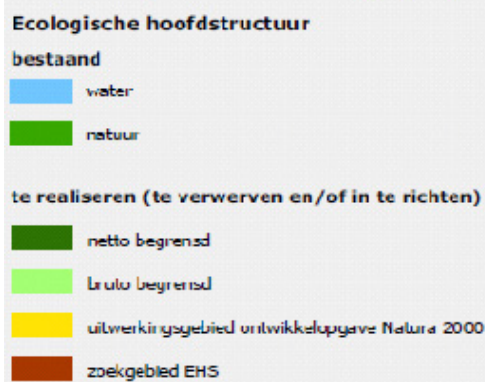 Ecologische hoofdstructuur
bestaand
water
natuur
te realiseren (te verwerven en/of in te richten)
netto begrensd
bruto begrensd
uitwerkingsgebied ontwikkelopgave Natura 2000
zoekgebied EHS